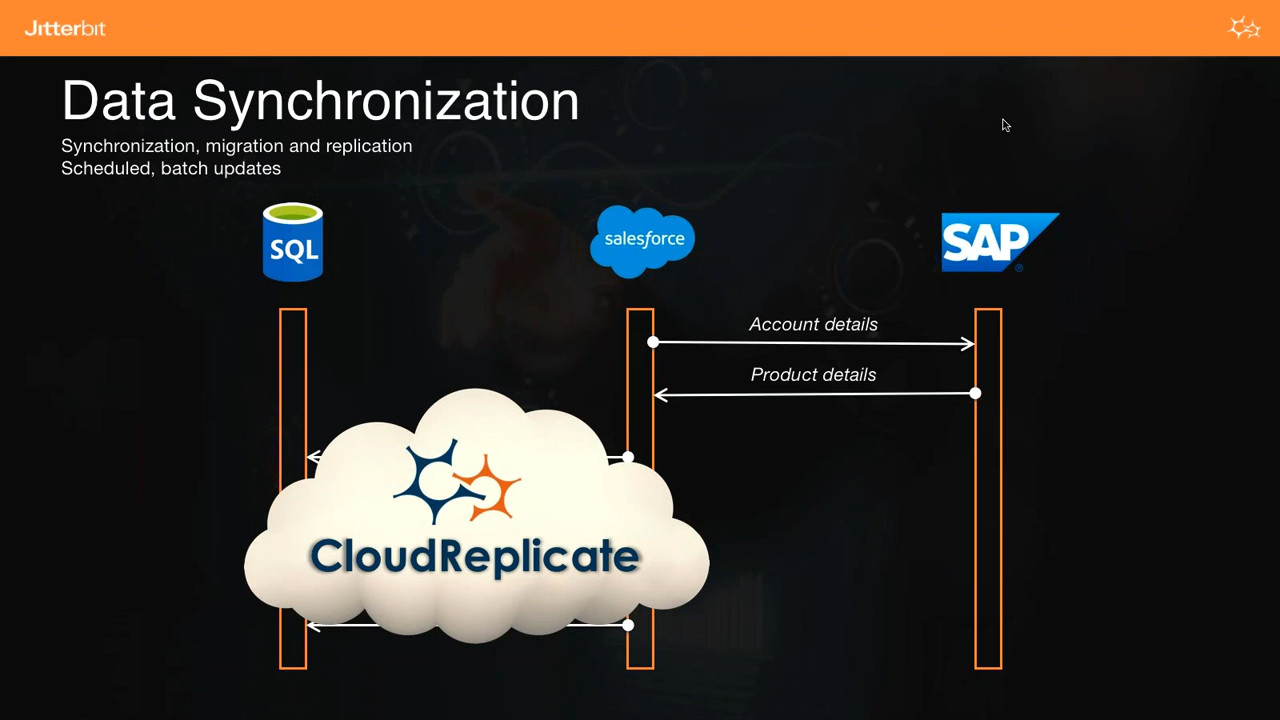 Jitterbit
Data Synchronization
Synchronization, migration and replication
Scheduled, batch updates
SQL
salesforce
SAP
®
Account details
Product details
CloudReplicate